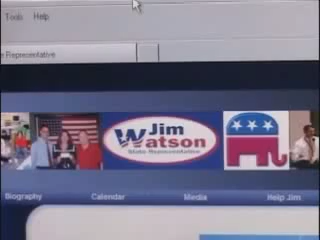 Tools Help
e Representative
Jim
Watson
State Representative
Biography Calendar Media Help Jim